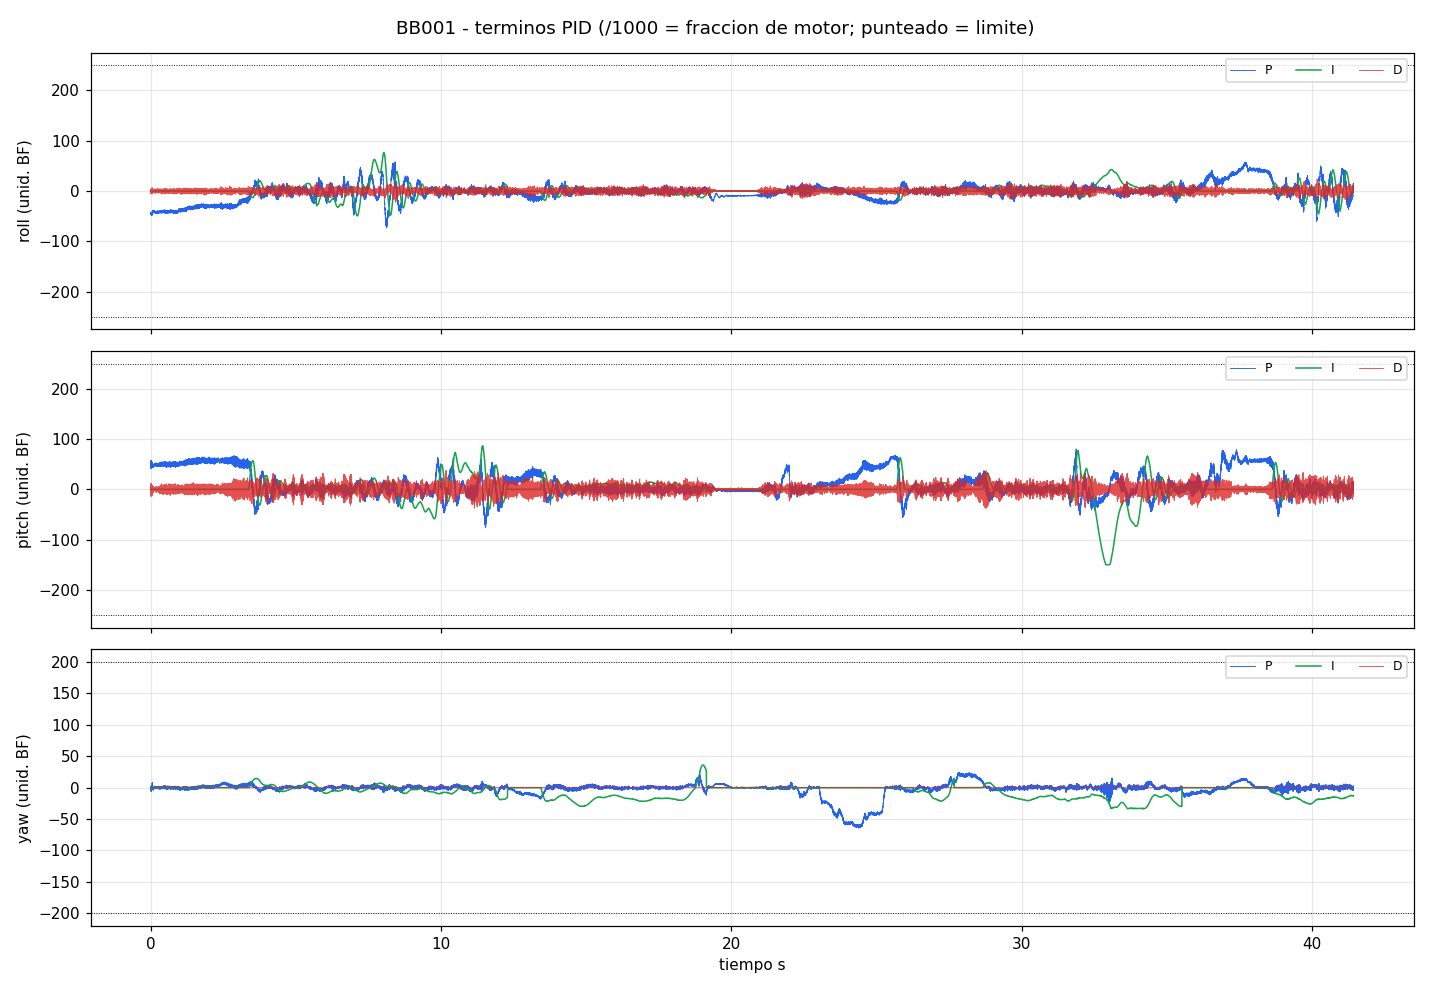 BB001 - terminos PID (/1000 = fraccion de motor; punteado = limite)
roll (unid. BF)
200
100
0
−100
−200
P I D
pitch (unid. BF)
200
100
0
−100
−200
P I D
yaw (unid. BF)
200
150
100
50
0
−50
−100
−150
−200
P I D
0 10 20 30 40
tiempo s